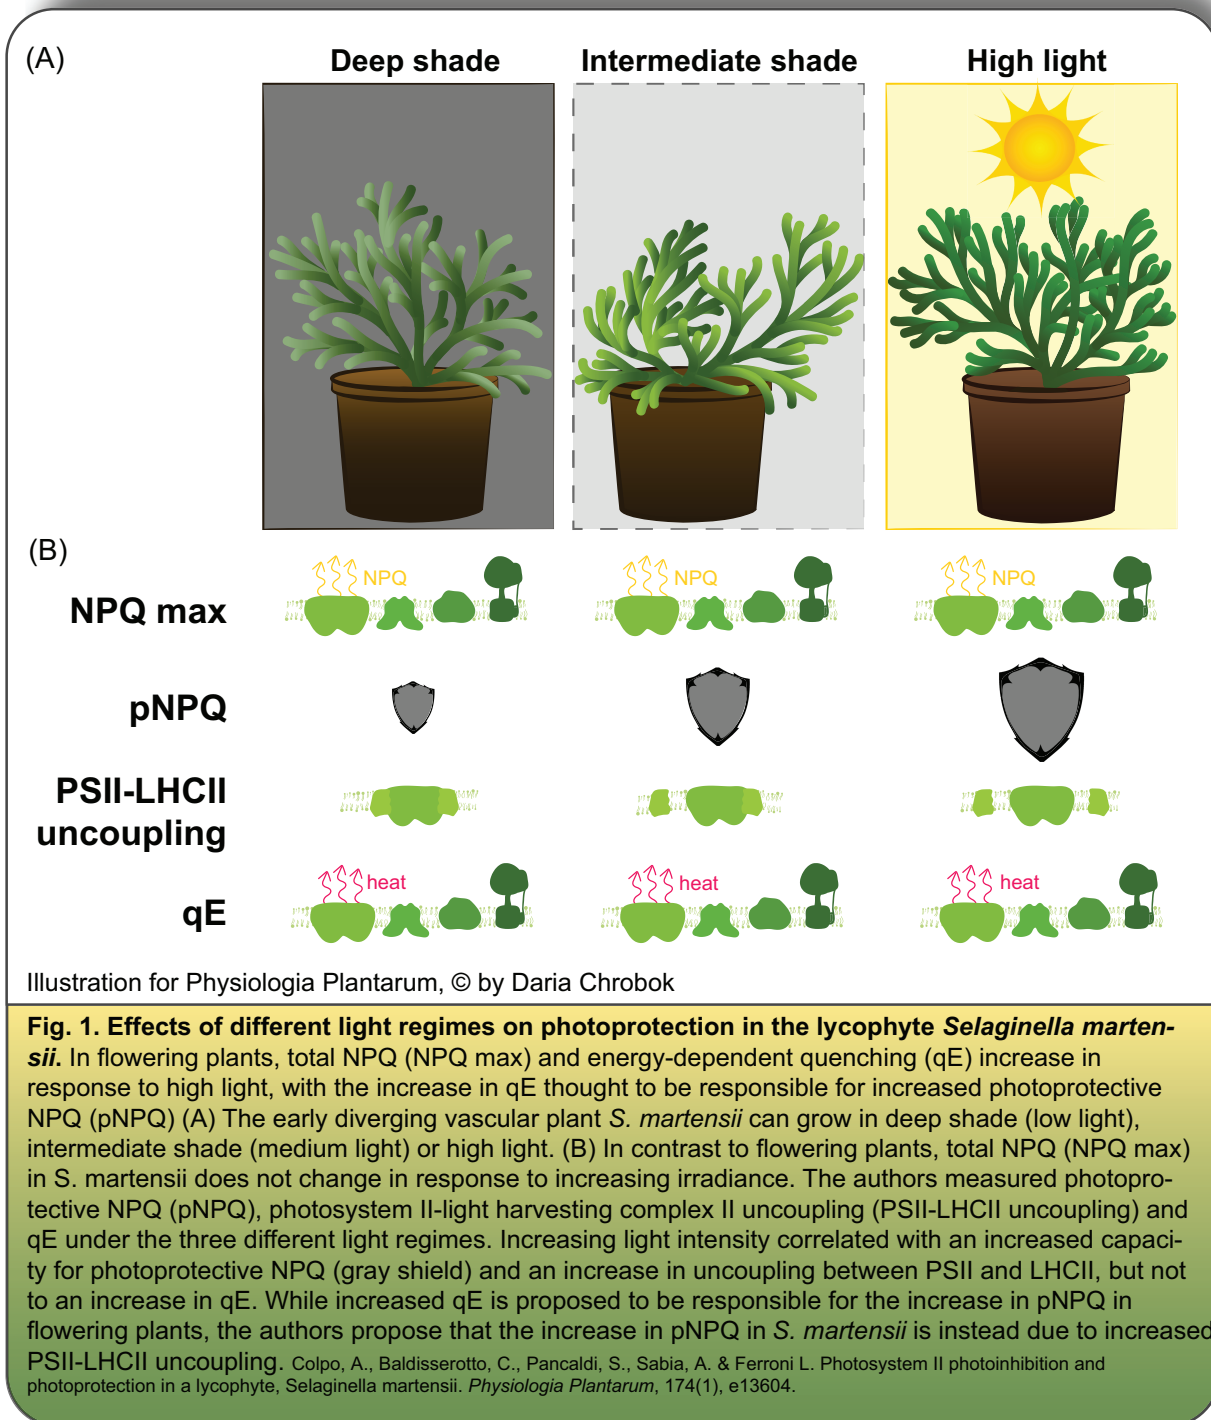 (A)
Deep shade
Intermediate shade
High light
(B)
NPQ max
NPQ
NPQ
NPQ
pNPQ
PSII-LHCII
uncoupling
qE
heat
heat
heat
Illustration for Physiologia Plantarum, © by Daria Chrobok
Fig. 1. Effects of different light regimes on photoprotection in the lycophyte Selaginella marten-
sii. In flowering plants, total NPQ (NPQ max) and energy-dependent quenching (qE) increase in
response to high light, with the increase in qE thought to be responsible for increased photoprotective
NPQ (pNPQ) (A) The early diverging vascular plant S. martensii can grow in deep shade (low light),
intermediate shade (medium light) or high light. (B) In contrast to flowering plants, total NPQ (NPQ max)
in S. martensii does not change in response to increasing irradiance. The authors measured photopro-
tective NPQ (pNPQ), photosystem II-light harvesting complex II uncoupling (PSII-LHCII uncoupling) and
qE under the three different light regimes. Increasing light intensity correlated with an increased capaci-
ty for photoprotective NPQ (gray shield) and an increase in uncoupling between PSII and LHCII, but not
to an increase in qE. While increased qE is proposed to be responsible for the increase in pNPQ in
flowering plants, the authors propose that the increase in pNPQ in S. martensii is instead due to increased
PSII-LHCII uncoupling. Colpo, A., Baldisserotto, C., Pancaldi, S., Sabia, A. & Ferroni L. Photosystem II photoinhibition and
photoprotection in a lycophyte, Selaginella martensii. Physiologia Plantarum, 174(1), e13604.